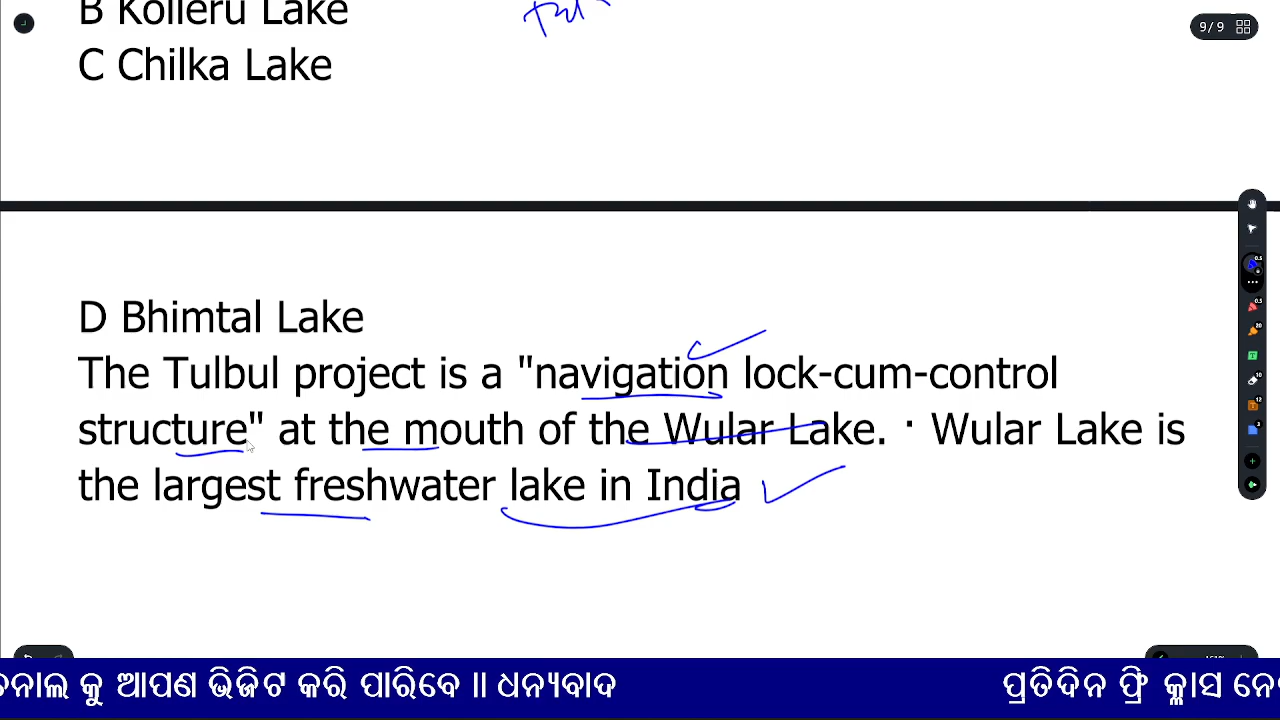 B Kolleru Lake
C Chilka Lake
9/9
D Bhimtal Lake
The Tulbul project is a "navigation lock-cum-control
structure" at the mouth of the Wular Lake. · Wular Lake is
the largest freshwater lake in India
ଆପଣ ଭିଜିଟ କରି ପାରିବେ ॥ ଧନ୍ୟବାଦ
ପ୍ରତିଦିନ ଫ୍ରି କ୍ଲାସ